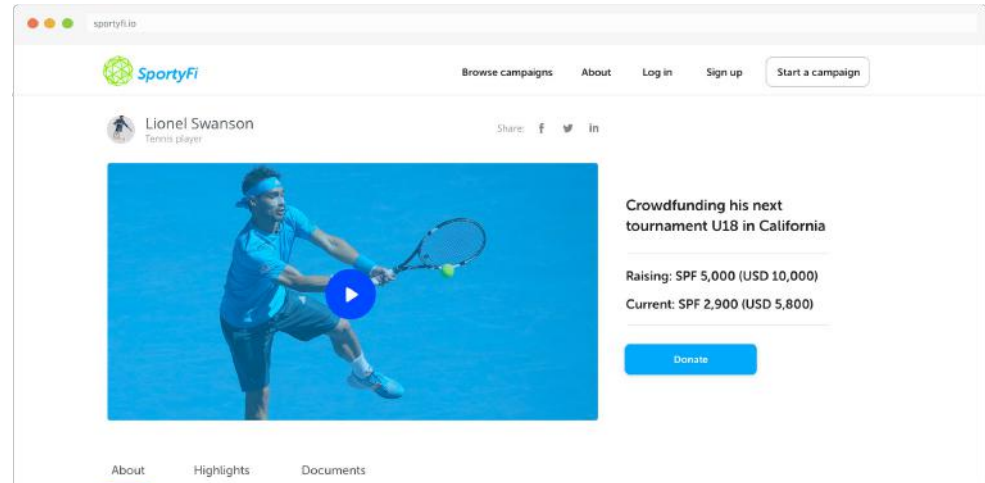 sportyfi.io
SportyFi
Browse campaigns About Log in Sign up Start a campaign
Lionel Swanson
Tennis player
Share: f in
Crowdfunding his next
tournament U18 in California
Raising: SPF 5,000 (USD 10,000)
Current: SPF 2,900 (USD 5,800)
Donate
About Highlights Documents